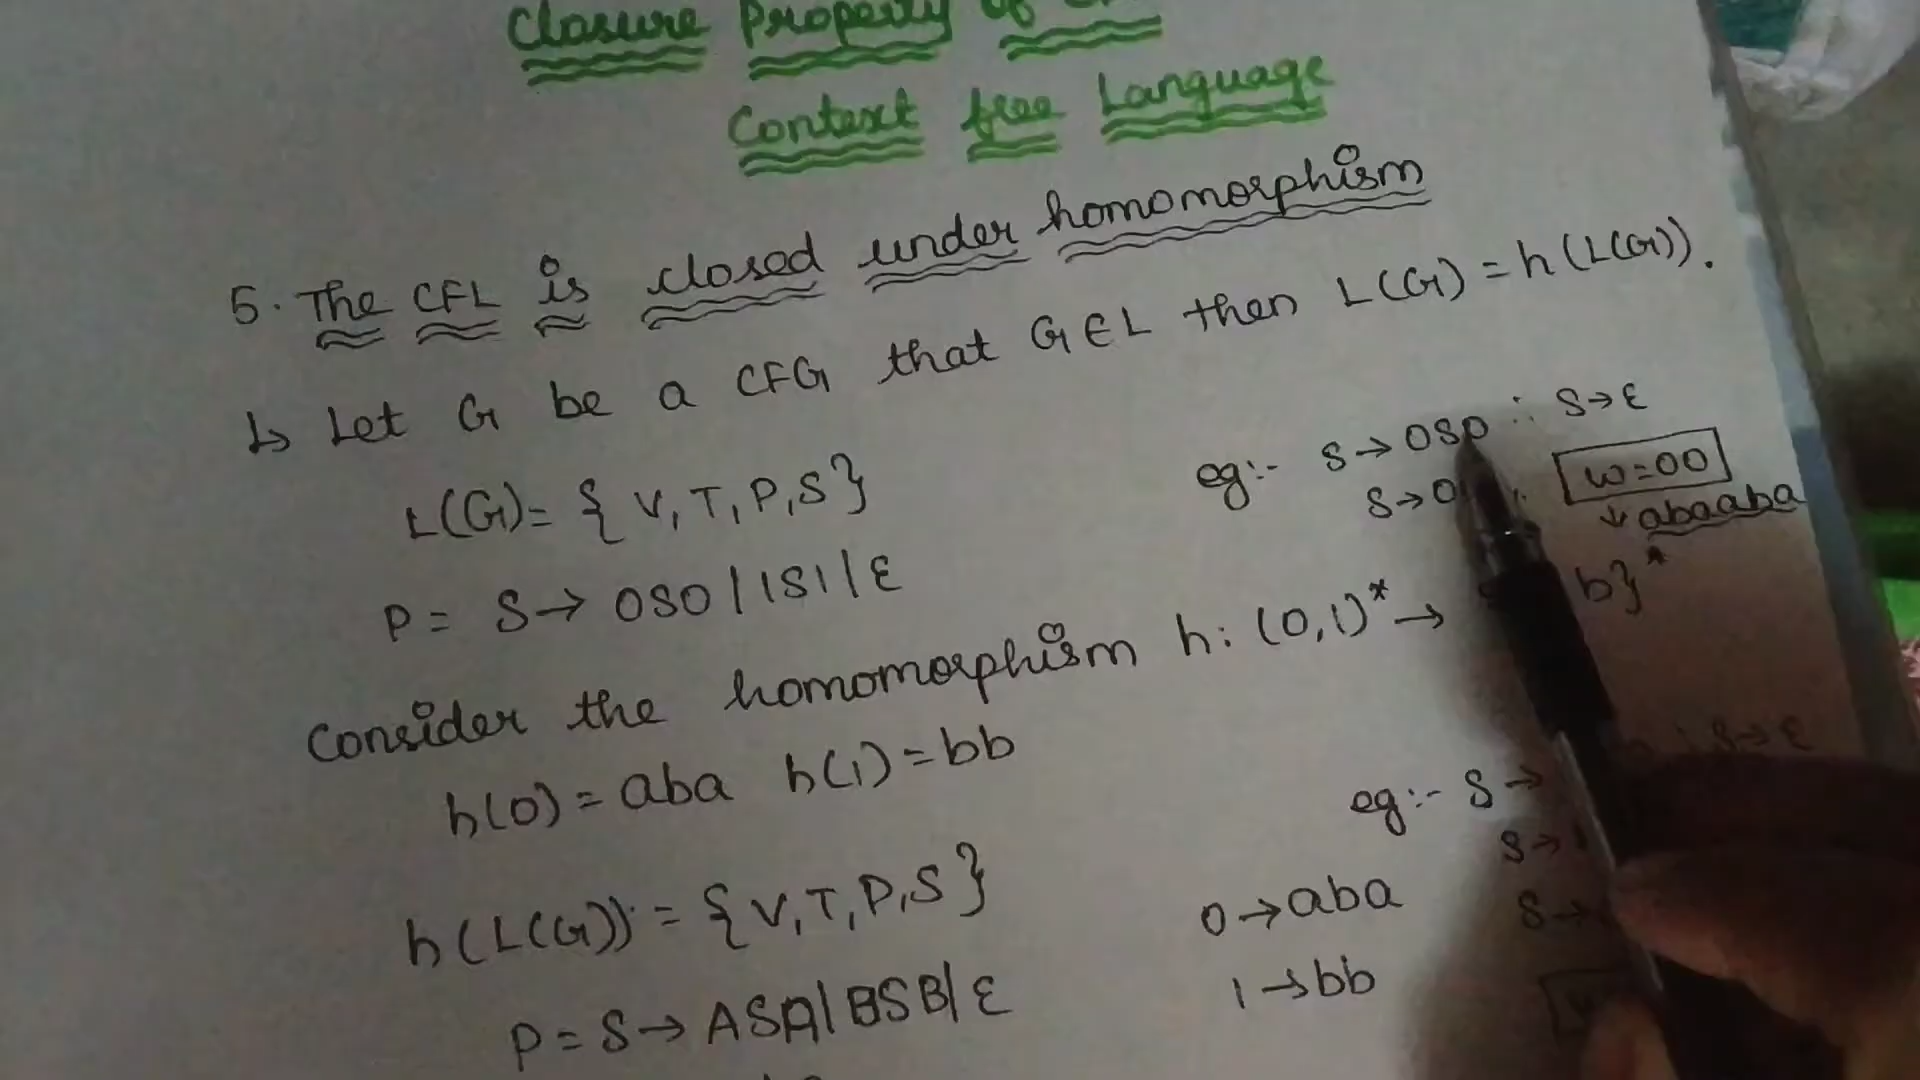 Closure Property of
Context free Language
5. The CFL is closed under homomorphism
↳ Let G be a CFG that G∈L then L(G) = h(L(G)).
L(G) = { V, T, P, S }
eg:- S → 0S0 ∵ S→ε
S → 0
w=00
↓ abaaba
P = S → 0S0 | 1S1 | ε
Consider the homomorphism h: (0,1)* → b}*
h(0) = aba h(1) = bb
eg:- S → S→ε
S →
S →
h(L(G)) = { V, T, P, S }
0 → aba
1 → bb
P = S → ASA | BSB | ε